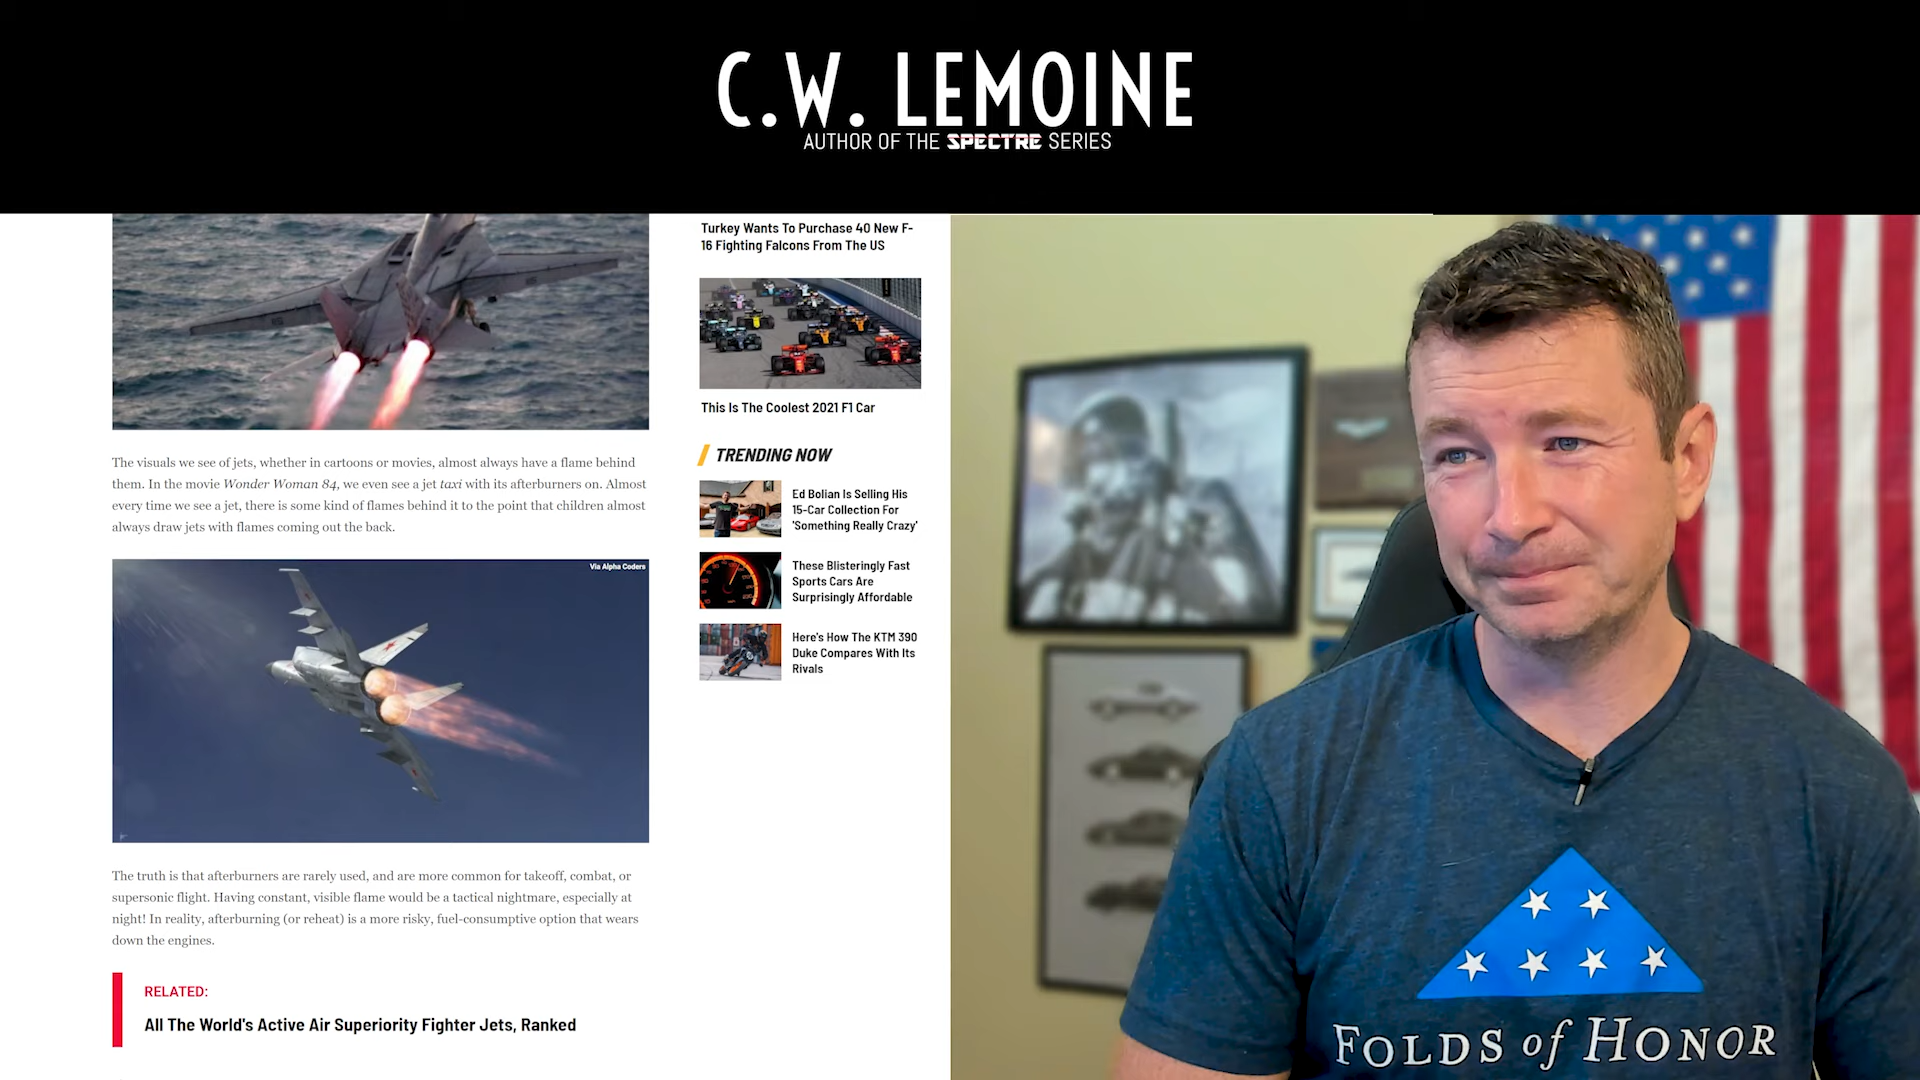 C.W. LEMOINE
AUTHOR OF THE SPECTRE SERIES
The visuals we see of jets, whether in cartoons or movies, almost always have a flame behind
them. In the movie Wonder Woman 84, we even see a jet taxi with its afterburners on. Almost
every time we see a jet, there is some kind of flames behind it to the point that children almost
always draw jets with flames coming out the back.
Via Alpha Coders
The truth is that afterburners are rarely used, and are more common for takeoff, combat, or
supersonic flight. Having constant, visible flame would be a tactical nightmare, especially at
night! In reality, afterburning (or reheat) is a more risky, fuel-consumptive option that wears
down the engines.
RELATED:
All The World's Active Air Superiority Fighter Jets, Ranked
Turkey Wants To Purchase 40 New F-
16 Fighting Falcons From The US
This Is The Coolest 2021 F1 Car
TRENDING NOW
Ed Bolian Is Selling His
15-Car Collection For
'Something Really Crazy'
These Blisteringly Fast
Sports Cars Are
Surprisingly Affordable
Here's How The KTM 390
Duke Compares With Its
Rivals
FOLDS of HONOR